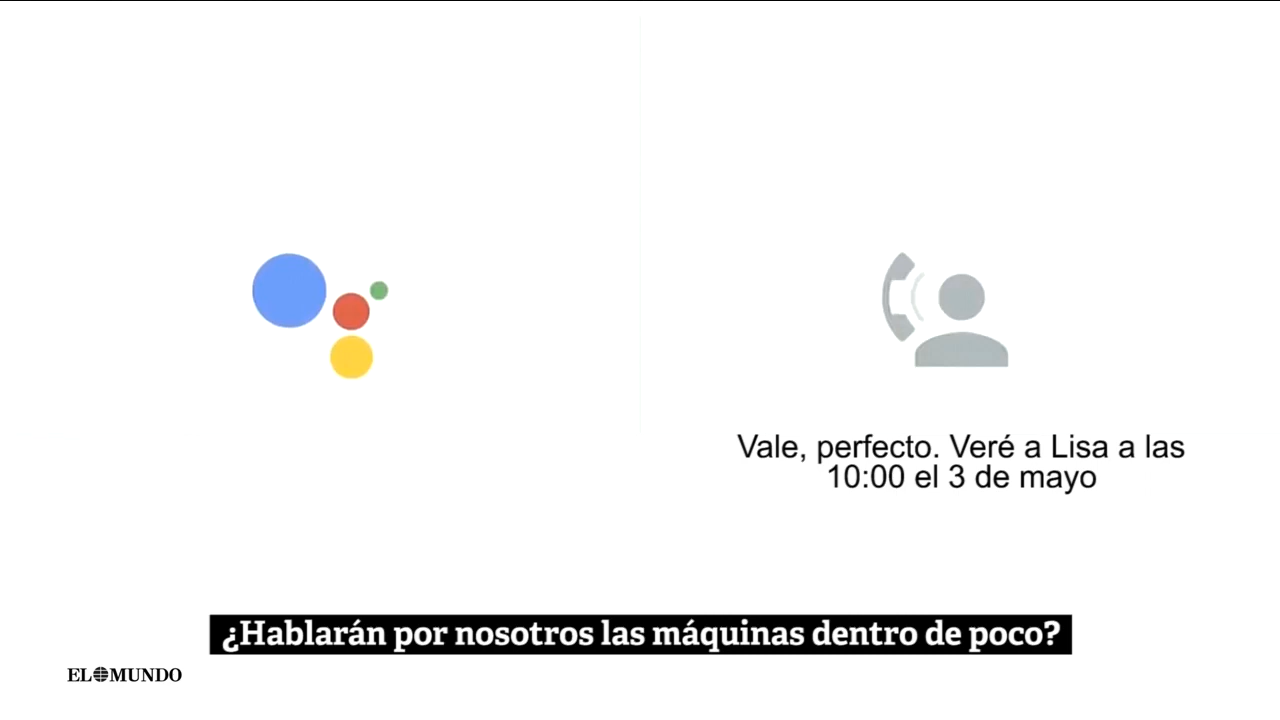 Vale, perfecto. Veré a Lisa a las
10:00 el 3 de mayo
¿Hablarán por nosotros las máquinas dentro de poco?
EL MUNDO